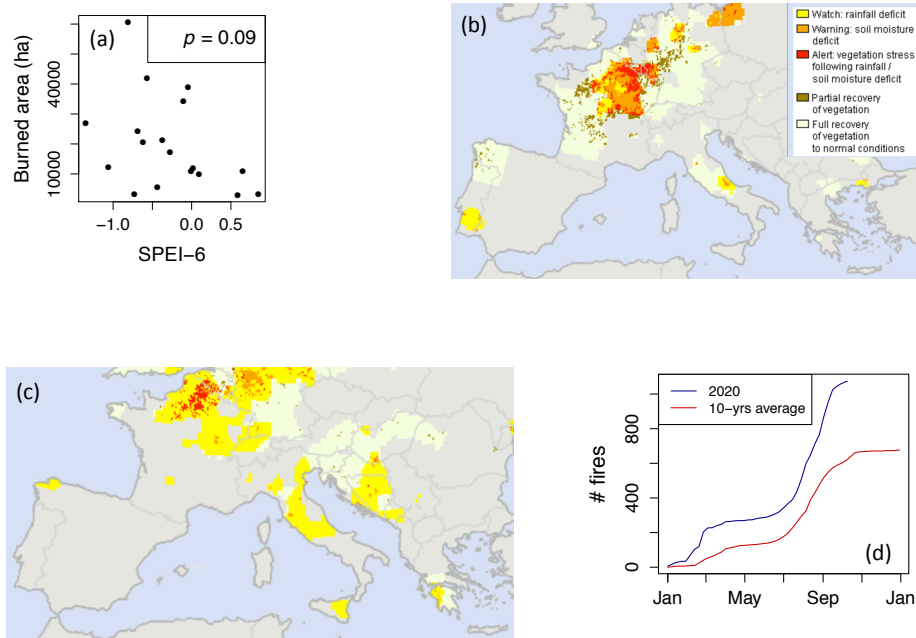 (a)
p = 0.09
Burned area (ha)
40000
10000
−1.0
0.0
0.5
SPEI−6
(b)
Watch: rainfall deficit
Warning: soil moisture
deficit
Alert: vegetation stress
following rainfall /
soil moisture deficit
Partial recovery
of vegetation
Full recovery
of vegetation
to normal conditions
(c)
2020
10−yrs average
# fires
800
400
0
(d)
Jan
May
Sep
Jan